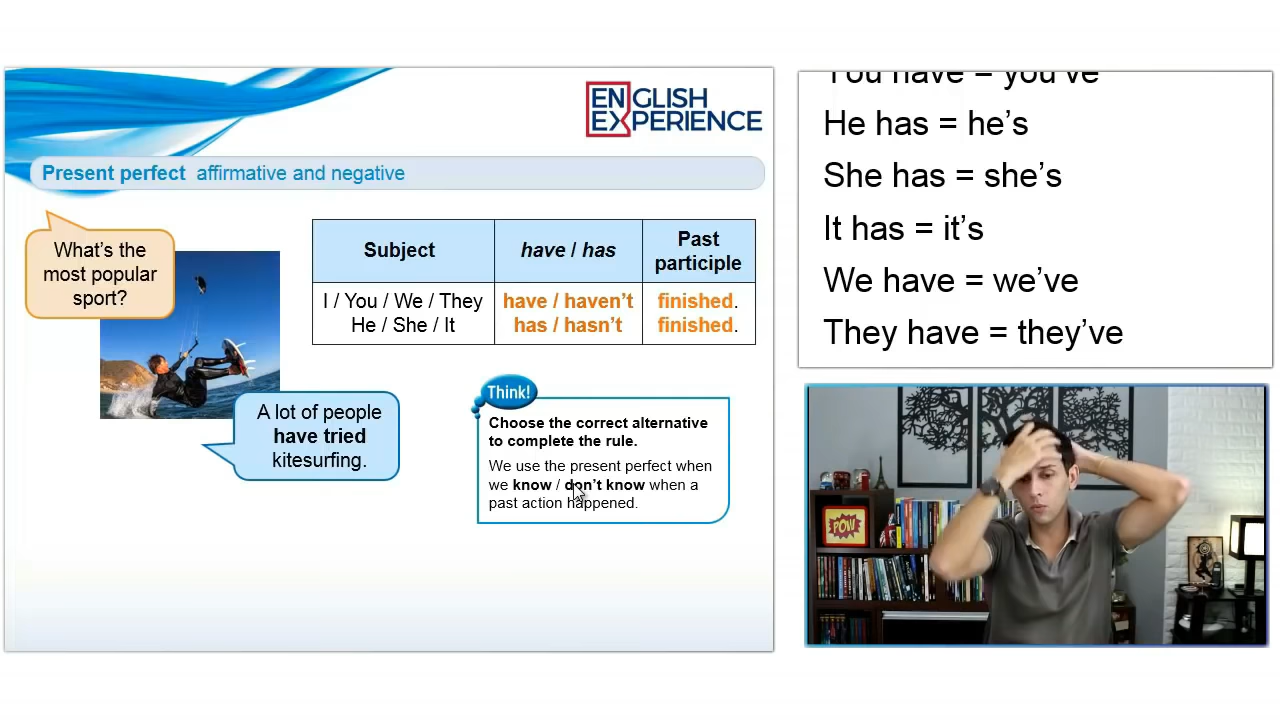 ENGLISH
EXPERIENCE
Present perfect affirmative and negative
What's the
most popular
sport?
Subject
have / has
Past
participle
I / You / We / They
have / haven't
finished.
He / She / It
has / hasn't
finished.
A lot of people
have tried
kitesurfing.
Think!
Choose the correct alternative
to complete the rule.
We use the present perfect when
we know / don't know when a
past action happened.
You have = you've
He has = he's
She has = she's
It has = it's
We have = we've
They have = they've
POW